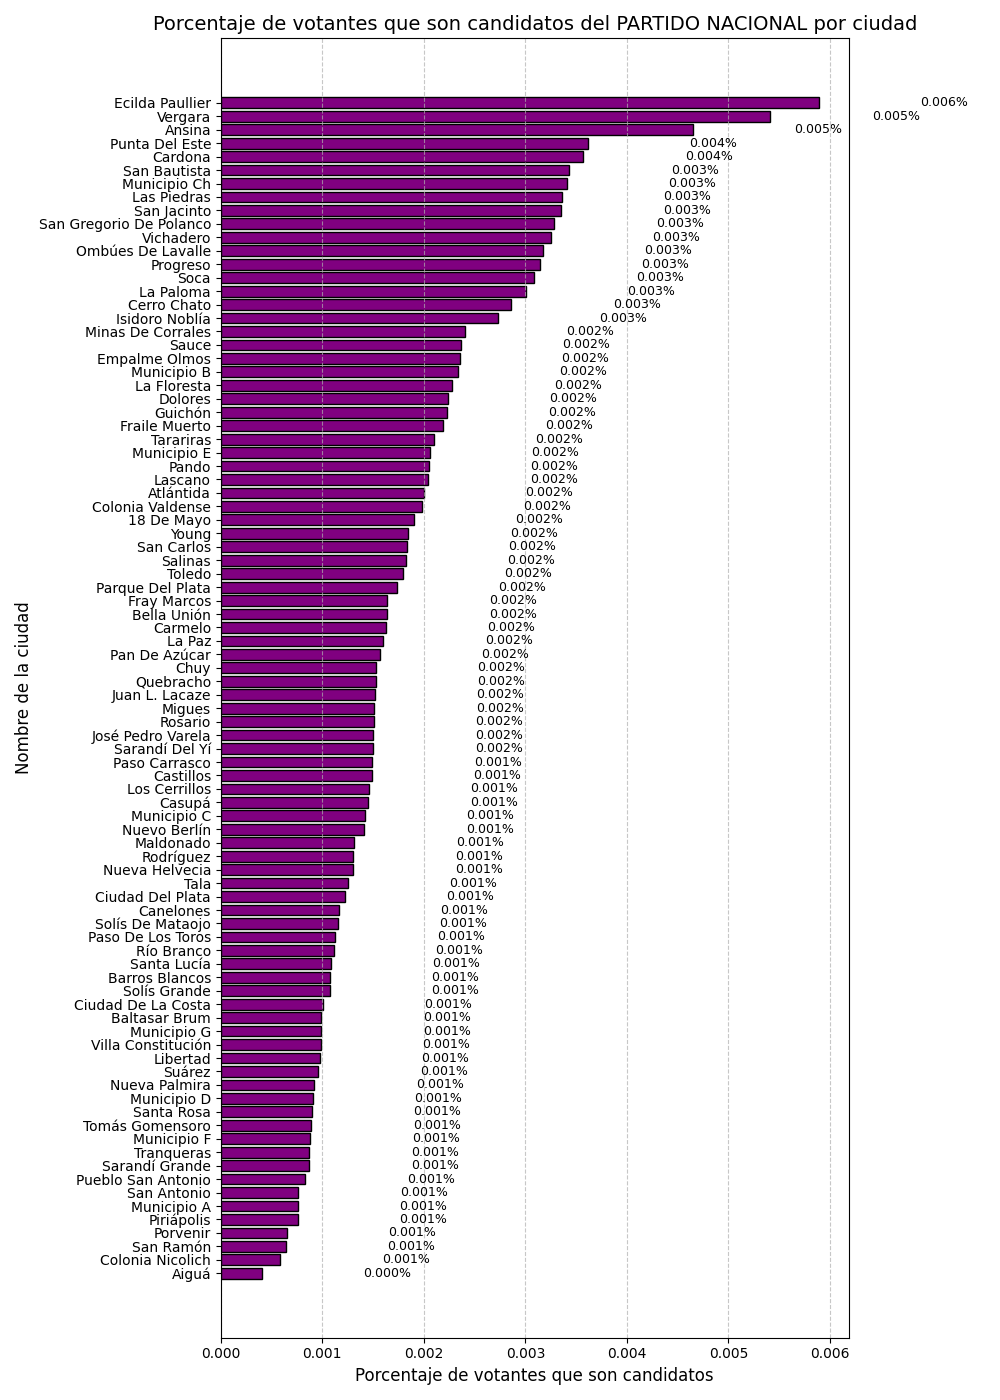 Porcentaje de votantes que son candidatos del PARTIDO NACIONAL por ciudad
Ecilda Paullier 0.006%
Vergara 0.005%
Ansina 0.005%
Punta Del Este 0.004%
Cardona 0.004%
San Bautista 0.003%
Municipio Ch 0.003%
Las Piedras 0.003%
San Jacinto 0.003%
San Gregorio De Polanco 0.003%
Vichadero 0.003%
Ombúes De Lavalle 0.003%
Progreso 0.003%
Soca 0.003%
La Paloma 0.003%
Cerro Chato 0.003%
Isidoro Noblía 0.003%
Minas De Corrales 0.002%
Sauce 0.002%
Empalme Olmos 0.002%
Municipio B 0.002%
La Floresta 0.002%
Dolores 0.002%
Guichón 0.002%
Fraile Muerto 0.002%
Tarariras 0.002%
Municipio E 0.002%
Pando 0.002%
Lascano 0.002%
Atlántida 0.002%
Colonia Valdense 0.002%
18 De Mayo 0.002%
Young 0.002%
San Carlos 0.002%
Salinas 0.002%
Toledo 0.002%
Parque Del Plata 0.002%
Fray Marcos 0.002%
Bella Unión 0.002%
Carmelo 0.002%
La Paz 0.002%
Pan De Azúcar 0.002%
Chuy 0.002%
Quebracho 0.002%
Juan L. Lacaze 0.002%
Migues 0.002%
Rosario 0.002%
José Pedro Varela 0.002%
Sarandí Del Yí 0.002%
Paso Carrasco 0.001%
Castillos 0.001%
Los Cerrillos 0.001%
Casupá 0.001%
Municipio C 0.001%
Nuevo Berlín 0.001%
Maldonado 0.001%
Rodríguez 0.001%
Nueva Helvecia 0.001%
Tala 0.001%
Ciudad Del Plata 0.001%
Canelones 0.001%
Solís De Mataojo 0.001%
Paso De Los Toros 0.001%
Río Branco 0.001%
Santa Lucía 0.001%
Barros Blancos 0.001%
Solís Grande 0.001%
Ciudad De La Costa 0.001%
Baltasar Brum 0.001%
Municipio G 0.001%
Villa Constitución 0.001%
Libertad 0.001%
Suárez 0.001%
Nueva Palmira 0.001%
Municipio D 0.001%
Santa Rosa 0.001%
Tomás Gomensoro 0.001%
Municipio F 0.001%
Tranqueras 0.001%
Sarandí Grande 0.001%
Pueblo San Antonio 0.001%
San Antonio 0.001%
Municipio A 0.001%
Piriápolis 0.001%
Porvenir 0.001%
San Ramón 0.001%
Colonia Nicolich 0.001%
Aiguá 0.000%
Nombre de la ciudad
0.000 0.001 0.002 0.003 0.004 0.005 0.006
Porcentaje de votantes que son candidatos